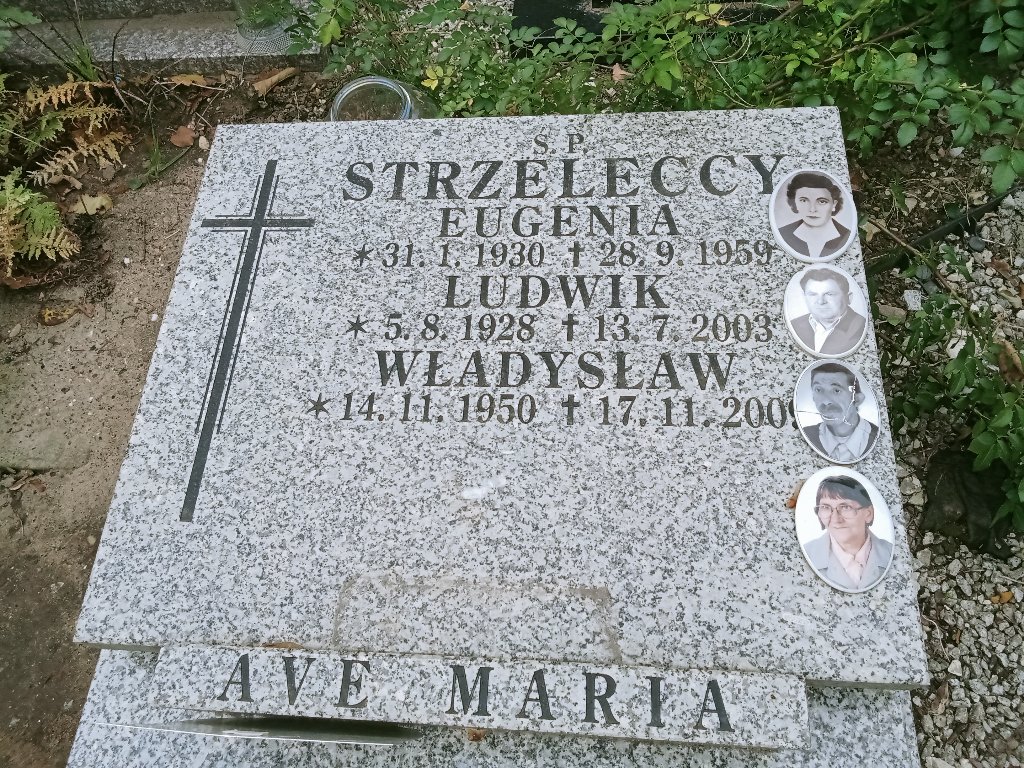 S. P.
STRZELECCY
EUGENIA
✶ 31. 1. 1930 ✝ 28. 9. 1959
LUDWIK
✶ 5. 8. 1928 ✝ 13. 7. 2003
WŁADYSŁAW
✶ 14. 11. 1950 ✝ 17. 11. 2009
AVE MARIA